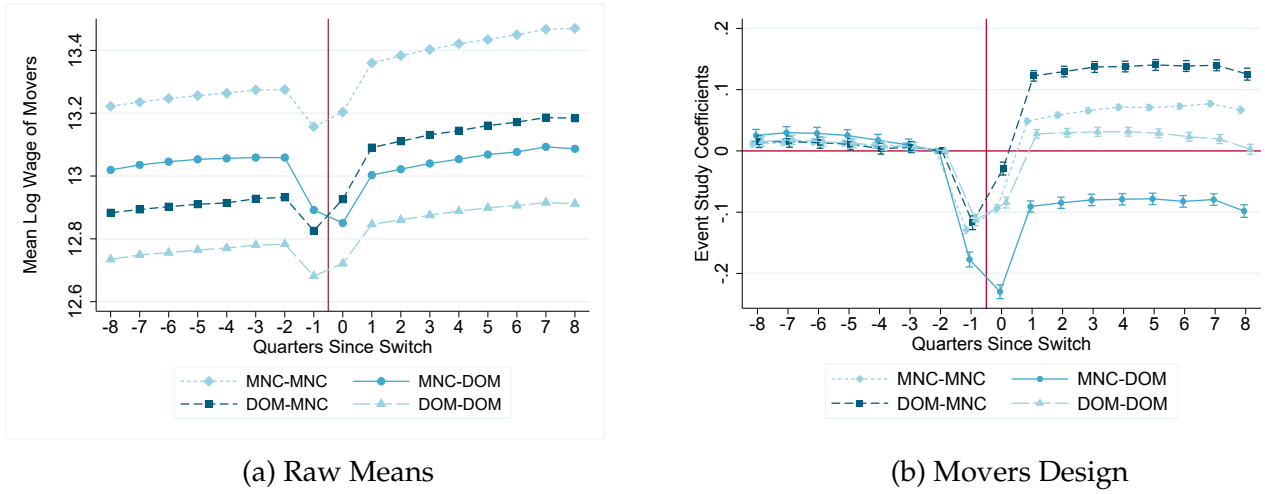 Mean Log Wage of Movers
13.4
13.2
13
12.8
12.6
-8 -7 -6 -5 -4 -3 -2 -1 0 1 2 3 4 5 6 7 8
Quarters Since Switch
MNC-MNC MNC-DOM
DOM-MNC DOM-DOM
(a) Raw Means
Event Study Coefficients
.2
.1
0
-.1
-.2
-8 -7 -6 -5 -4 -3 -2 -1 0 1 2 3 4 5 6 7 8
Quarters Since Switch
MNC-MNC MNC-DOM
DOM-MNC DOM-DOM
(b) Movers Design